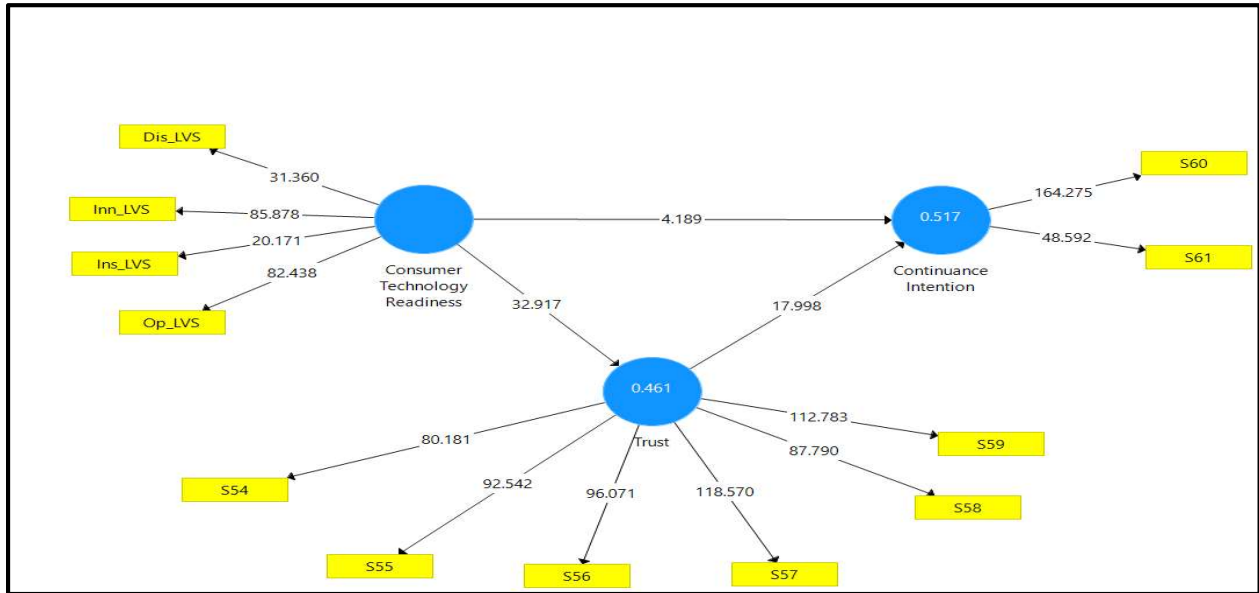 Dis_LVS
31.360
Inn_LVS
85.878
Ins_LVS
20.171
82.438
Op_LVS
Consumer
Technology
Readiness
4.189
0.517
Continuance
Intention
164.275
S60
48.592
S61
32.917
17.998
0.461
Trust
80.181
S54
92.542
S55
96.071
S56
118.570
S57
87.790
S58
112.783
S59